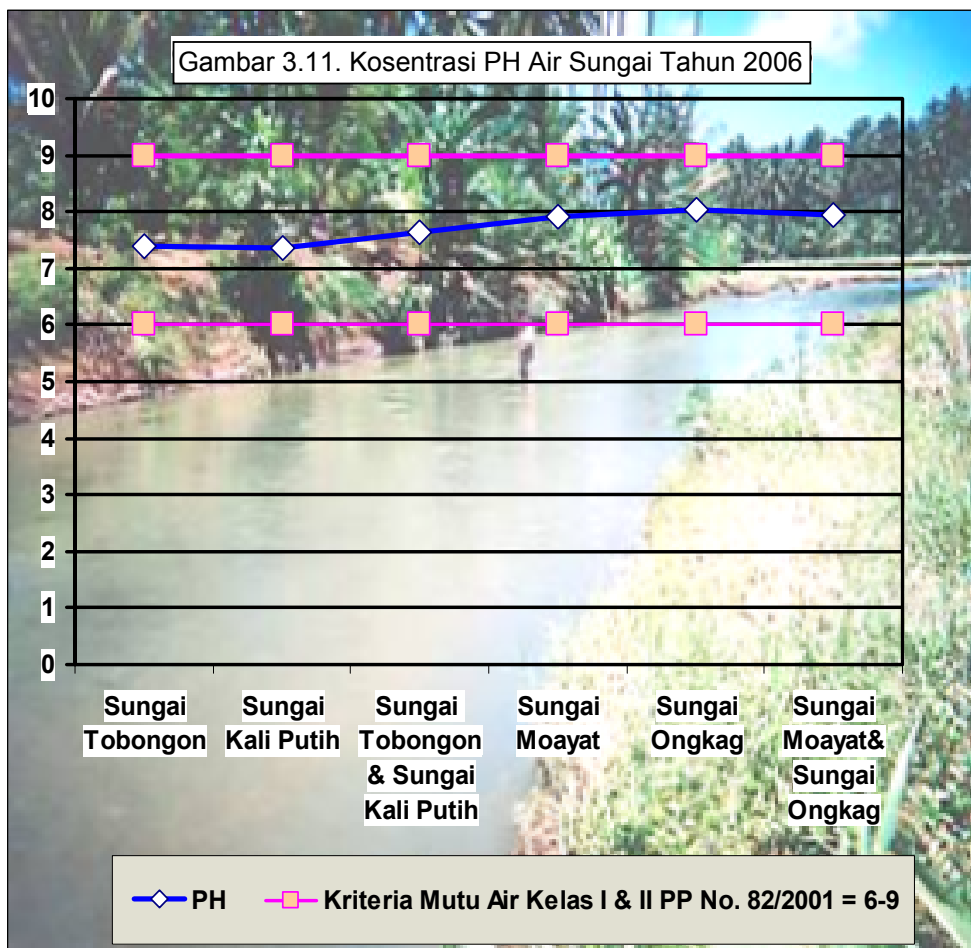 Gambar 3.11. Kosentrasi PH Air Sungai Tahun 2006
10
9
8
7
6
5
4
3
2
1
0
Sungai
Tobongon
Sungai
Kali Putih
Sungai
Tobongon
& Sungai
Kali Putih
Sungai
Moayat
Sungai
Ongkag
Sungai
Moayat&
Sungai
Ongkag
PH
Kriteria Mutu Air Kelas I & II PP No. 82/2001 = 6-9